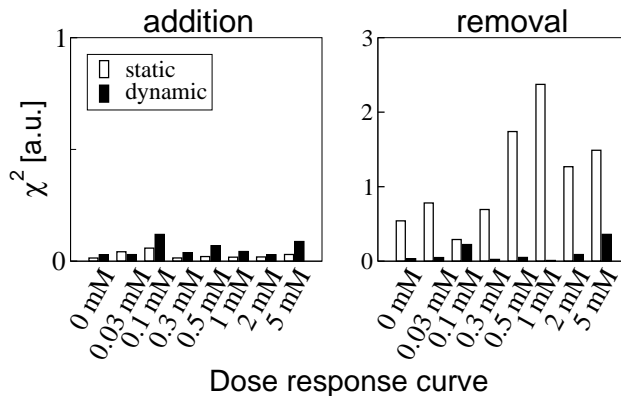 addition
removal
1
0
χ² [a.u.]
static
dynamic
3
2
1
0
0 mM
0.03 mM
0.1 mM
0.3 mM
0.5 mM
1 mM
2 mM
5 mM
0 mM
0.03 mM
0.1 mM
0.3 mM
0.5 mM
1 mM
2 mM
5 mM
Dose response curve